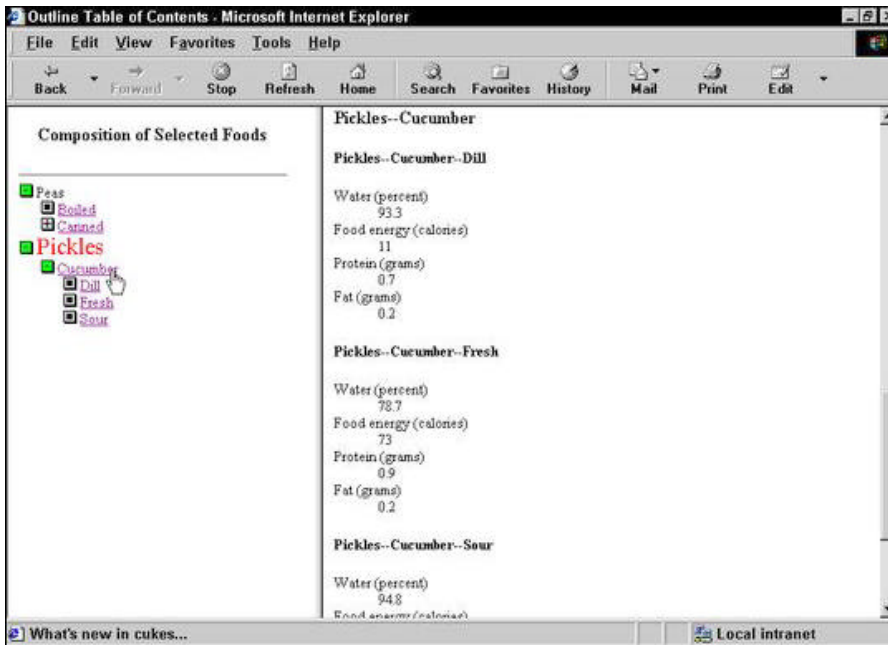 Outline Table of Contents - Microsoft Internet Explorer
File Edit View Favorites Tools Help
Back Forward Stop Refresh Home Search Favorites History Mail Print Edit
Composition of Selected Foods
Peas
Boiled
Canned
Pickles
Cucumber
Dill
Fresh
Sour
Pickles--Cucumber
Pickles--Cucumber--Dill
Water (percent)
93.3
Food energy (calories)
11
Protein (grams)
0.7
Fat (grams)
0.2
Pickles--Cucumber--Fresh
Water (percent)
78.7
Food energy (calories)
73
Protein (grams)
0.9
Fat (grams)
0.2
Pickles--Cucumber--Sour
Water (percent)
94.8
Food energy (calories)
What's new in cukes...
Local intranet